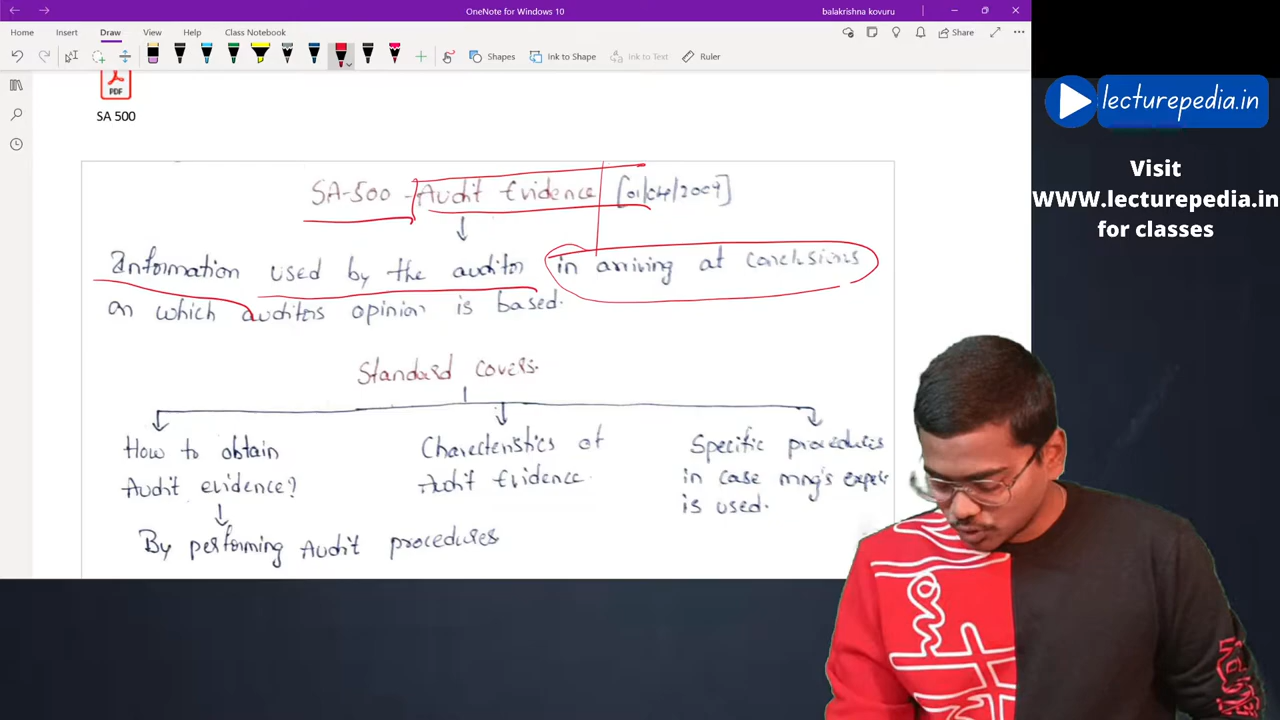 OneNote for Windows 10
balakrishna kovuru
Home Insert Draw View Help Class Notebook
Share
Shapes Ink to Shape Ink to Text Ruler
PDF
SA 500
SA-500 - Audit Evidence [01/04/2009]
Information used by the auditor in arriving at conclusions
on which auditors opinion is based.
Standard covers.
How to obtain
Audit evidence?
By performing Audit procedures
Characteristics of
Audit Evidence.
Specific procedures
in case mng's expert
is used.
lecturepedia.in
Visit
www.lecturepedia.in
for classes